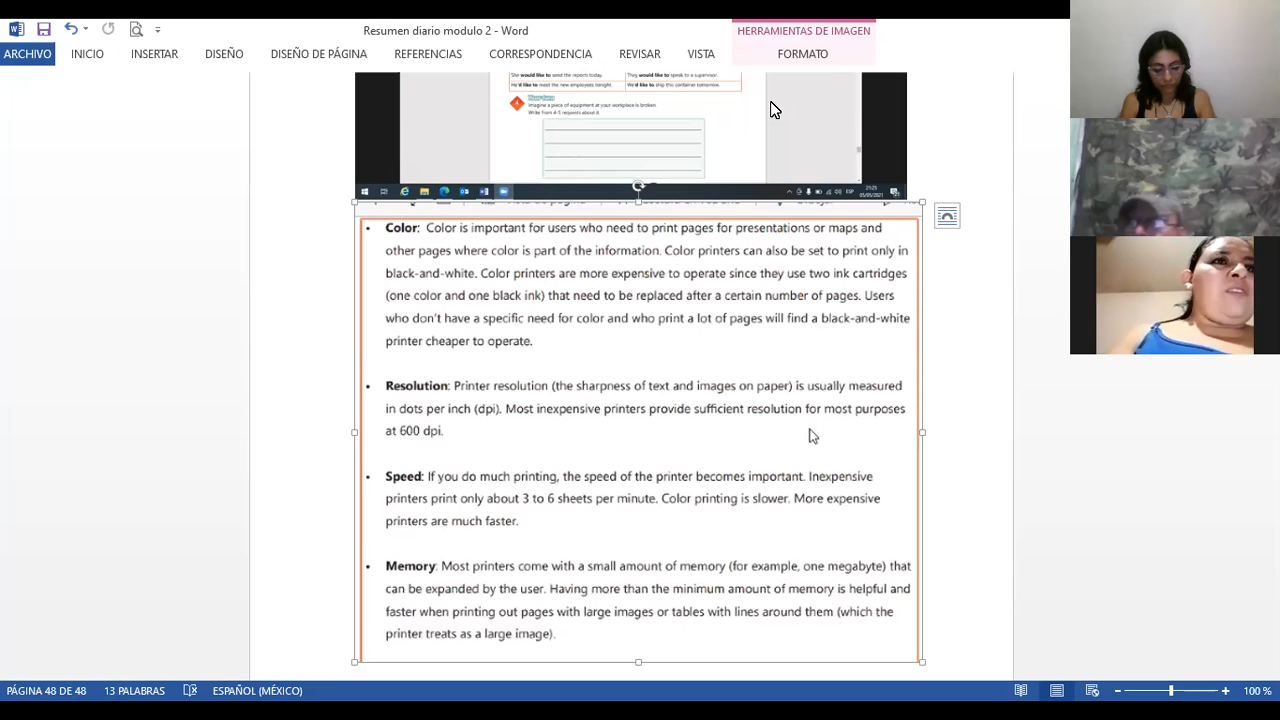 Resumen diario modulo 2 - Word
HERRAMIENTAS DE IMAGEN
ARCHIVO INICIO INSERTAR DISEÑO DISEÑO DE PÁGINA REFERENCIAS CORRESPONDENCIA REVISAR VISTA FORMATO
She would like to send the reports today. They would like to speak to a supervisor.
He'd like to meet the new employees tonight. We'd like to ship this container tomorrow.
4
Imagine a piece of equipment at your workplace is broken.
Write from 4-5 requests about it.
ESP
21:25
05/05/2021
• Color: Color is important for users who need to print pages for presentations or maps and
other pages where color is part of the information. Color printers can also be set to print only in
black-and-white. Color printers are more expensive to operate since they use two ink cartridges
(one color and one black ink) that need to be replaced after a certain number of pages. Users
who don't have a specific need for color and who print a lot of pages will find a black-and-white
printer cheaper to operate.
• Resolution: Printer resolution (the sharpness of text and images on paper) is usually measured
in dots per inch (dpi). Most inexpensive printers provide sufficient resolution for most purposes
at 600 dpi.
• Speed: If you do much printing, the speed of the printer becomes important. Inexpensive
printers print only about 3 to 6 sheets per minute. Color printing is slower. More expensive
printers are much faster.
• Memory: Most printers come with a small amount of memory (for example, one megabyte) that
can be expanded by the user. Having more than the minimum amount of memory is helpful and
faster when printing out pages with large images or tables with lines around them (which the
printer treats as a large image).
PÁGINA 48 DE 48 13 PALABRAS ESPAÑOL (MÉXICO) 100 %